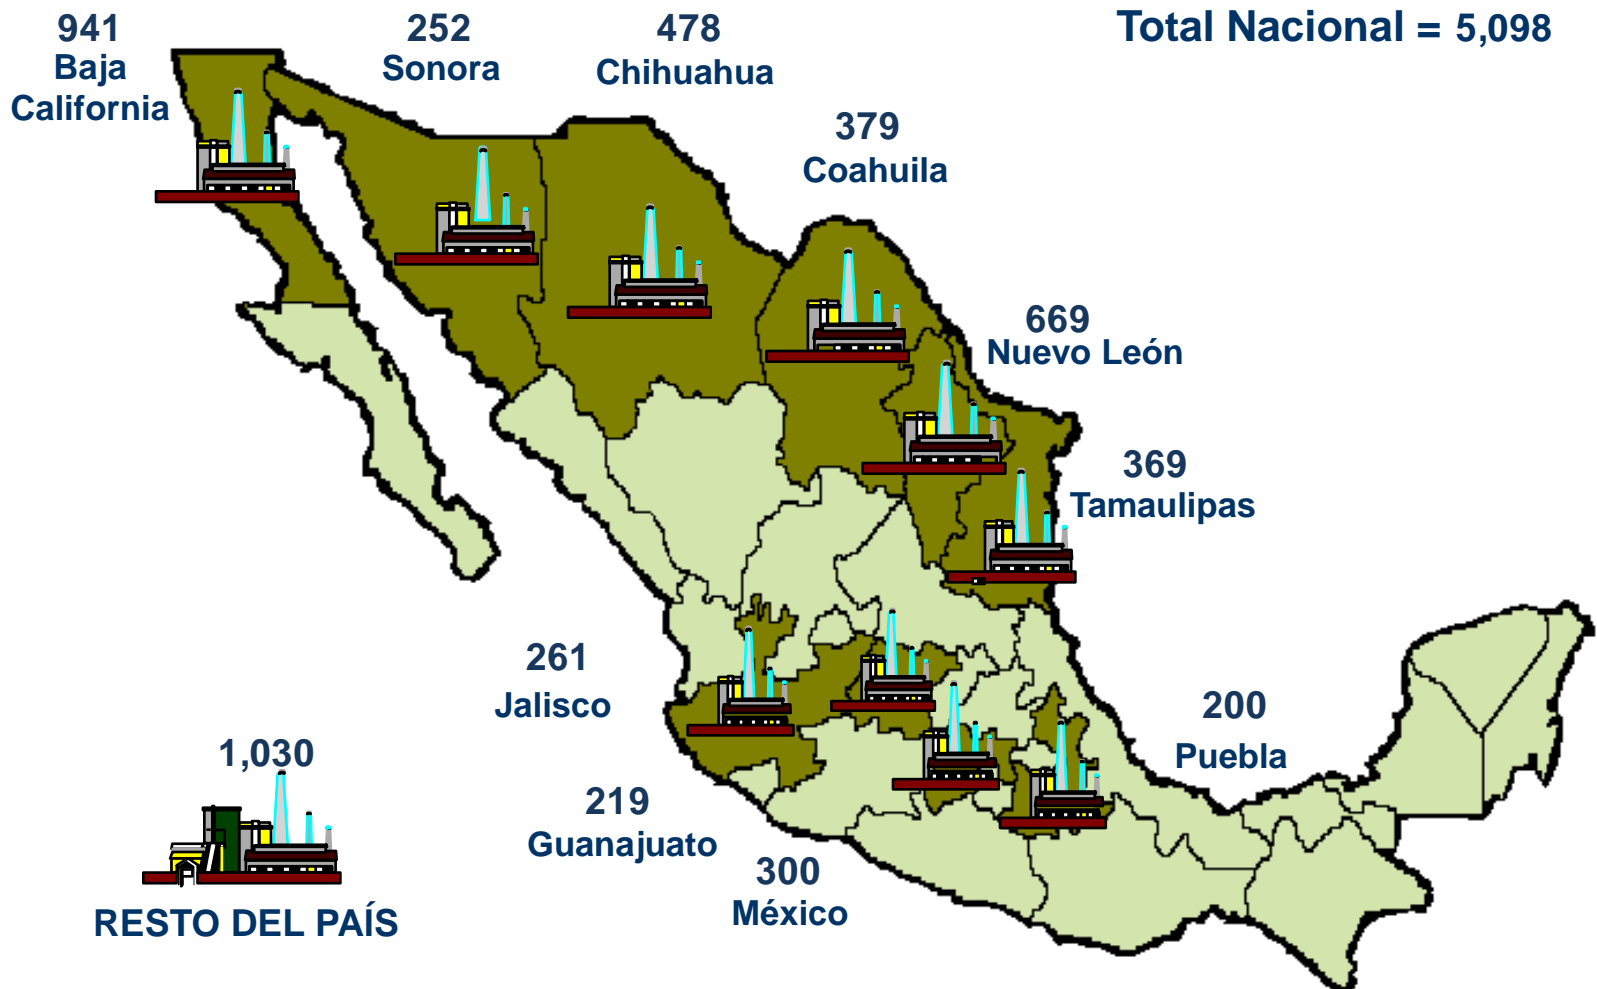 941
Baja
California
252
Sonora
478
Chihuahua
Total Nacional = 5,098
379
Coahuila
669
Nuevo León
369
Tamaulipas
261
Jalisco
200
Puebla
1,030
RESTO DEL PAÍS
219
Guanajuato
300
México